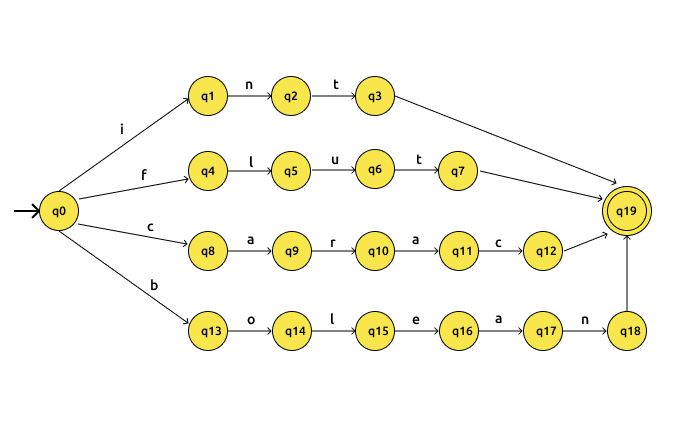 n t
q1 q2 q3
i
f l u t
q4 q5 q6 q7
q0 q19
c a r a c
q8 q9 q10 q11 q12
b
o l e a n
q13 q14 q15 q16 q17 q18